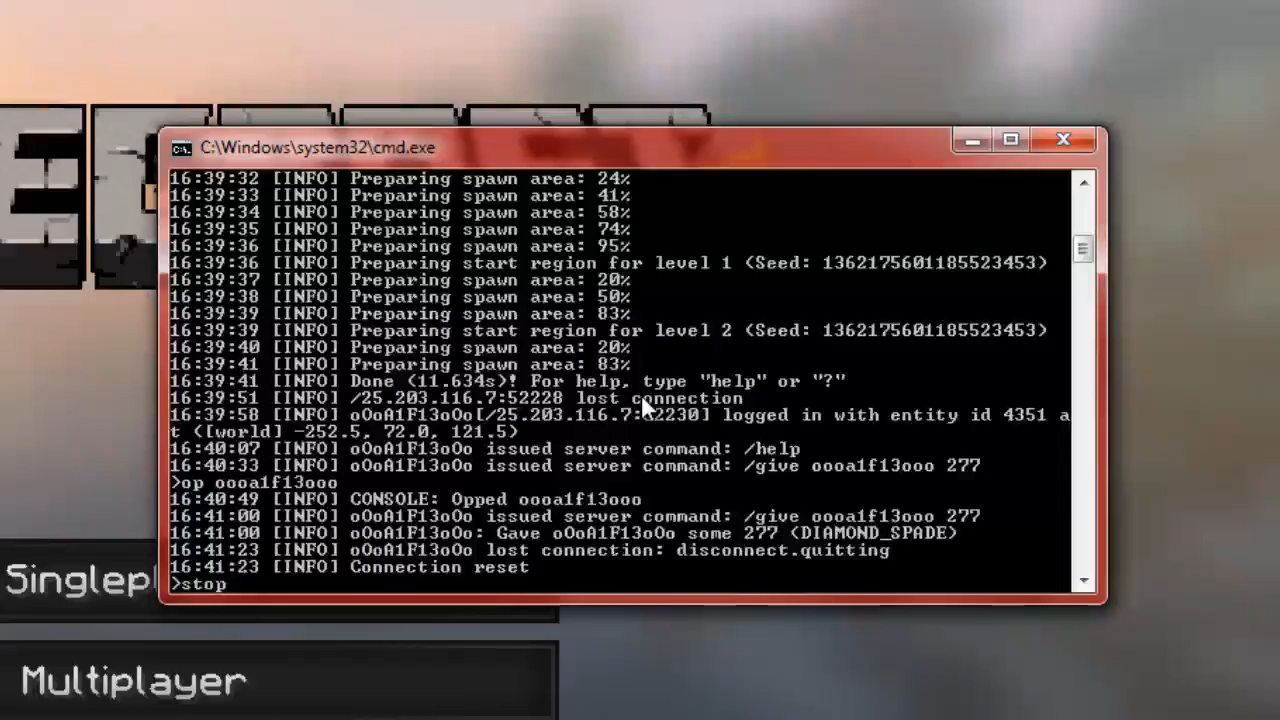 C:\Windows\system32\cmd.exe
16:39:32 [INFO] Preparing spawn area: 24%
16:39:33 [INFO] Preparing spawn area: 41%
16:39:34 [INFO] Preparing spawn area: 58%
16:39:35 [INFO] Preparing spawn area: 74%
16:39:36 [INFO] Preparing spawn area: 95%
16:39:36 [INFO] Preparing start region for level 1 (Seed: 1362175601185523453)
16:39:37 [INFO] Preparing spawn area: 20%
16:39:38 [INFO] Preparing spawn area: 50%
16:39:39 [INFO] Preparing spawn area: 83%
16:39:39 [INFO] Preparing start region for level 2 (Seed: 1362175601185523453)
16:39:40 [INFO] Preparing spawn area: 20%
16:39:41 [INFO] Preparing spawn area: 83%
16:39:41 [INFO] Done (11.634s)! For help, type "help" or "?"
16:39:51 [INFO] /25.203.116.7:52228 lost connection
16:39:58 [INFO] oOoA1F13oOo[/25.203.116.7:52230] logged in with entity id 4351 a
t ([world] -252.5, 72.0, 121.5)
16:40:07 [INFO] oOoA1F13oOo issued server command: /help
16:40:33 [INFO] oOoA1F13oOo issued server command: /give oooa1f13ooo 277
>op oooa1f13ooo
16:40:49 [INFO] CONSOLE: Opped oooa1f13ooo
16:41:00 [INFO] oOoA1F13oOo issued server command: /give oooa1f13ooo 277
16:41:00 [INFO] oOoA1F13oOo: Gave oOoA1F13oOo some 277 (DIAMOND_SPADE)
16:41:23 [INFO] oOoA1F13oOo lost connection: disconnect.quitting
16:41:23 [INFO] Connection reset
>stop
Singlep
Multiplayer